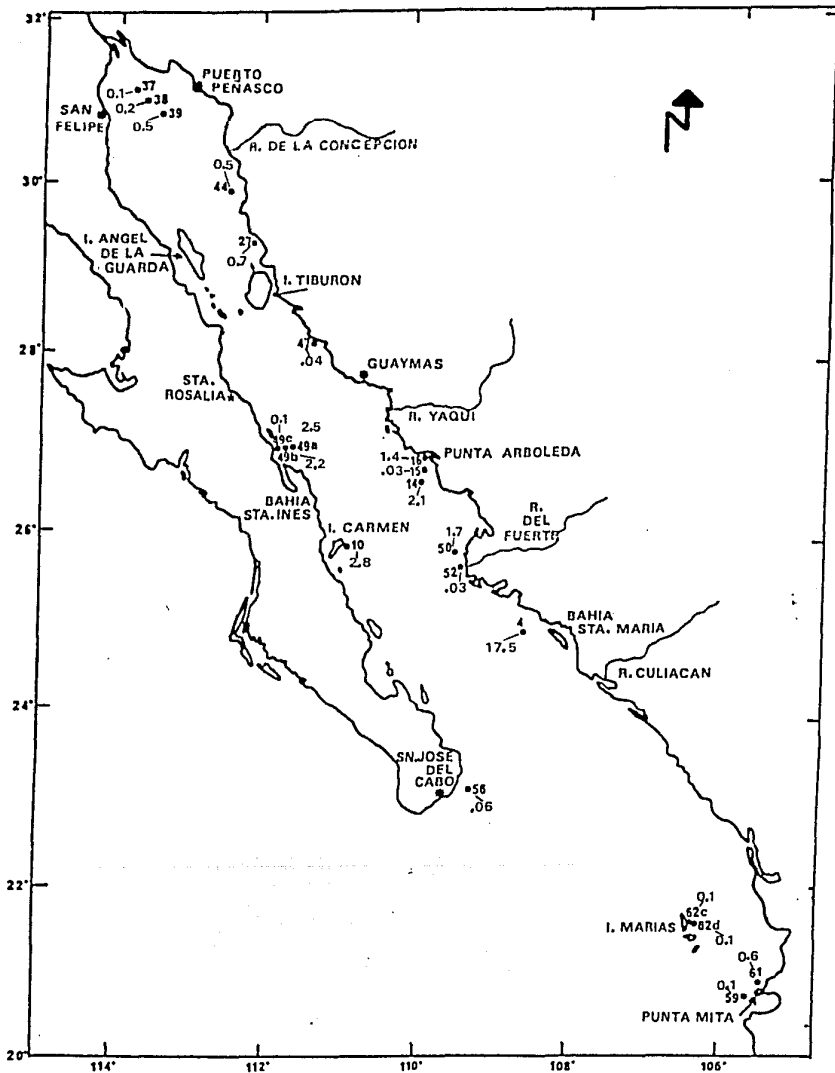 32°
PUERTO
PEÑASCO
0.1
37
0.2
38
SAN
FELIPE
39
0.5
R. DE LA CONCEPCION
0.5
44
30°
27
0.7
I. ANGEL
DE LA
GUARDA
I. TIBURON
28°
47
.04
GUAYMAS
STA.
ROSALIA
R. YAQUI
0.1
2.5
49c
49a
49b
2.2
BAHIA
STA. INES
1.4
16
PUNTA ARBOLEDA
.03
15
14
2.1
R.
DEL
FUERTE
I. CARMEN
10
2.8
26°
1.7
50
52
.03
4
17.5
BAHIA
STA. MARIA
R. CULIACAN
24°
SN. JOSE
DEL
CABO
56
.06
22°
0.1
62c
62d
0.1
I. MARIAS
0.6
61
0.1
59
PUNTA MITA
20°
114°
112°
110°
108°
106°